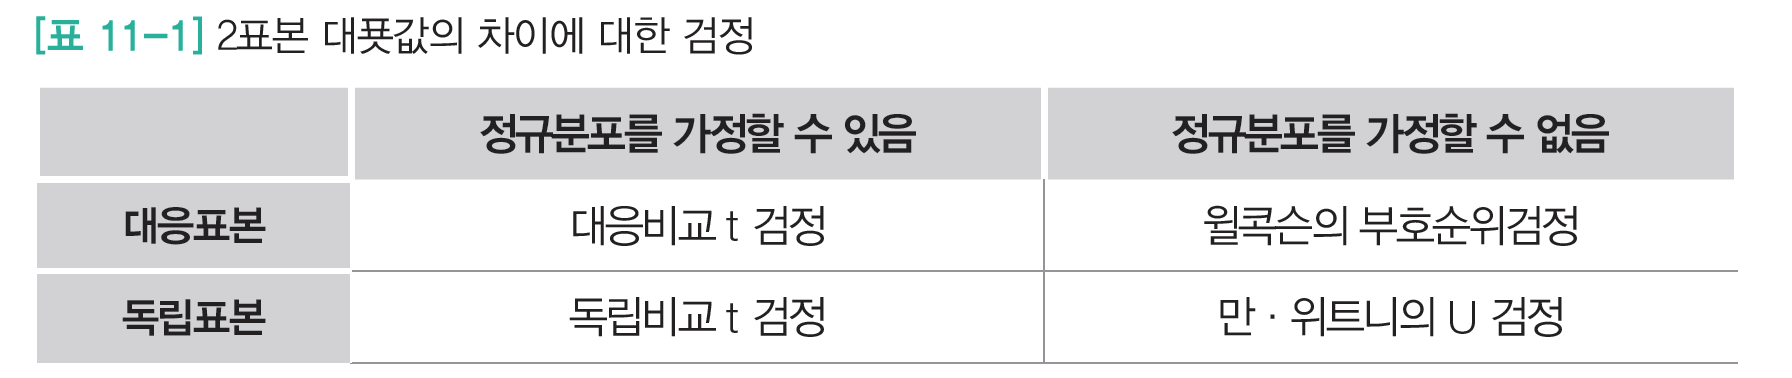 [표 11-1] 2표본 대푯값의 차이에 대한 검정
정규분포를 가정할 수 있음 정규분포를 가정할 수 없음
대응표본 대응비교 t 검정 윌콕슨의 부호순위검정
독립표본 독립비교 t 검정 만·위트니의 U 검정